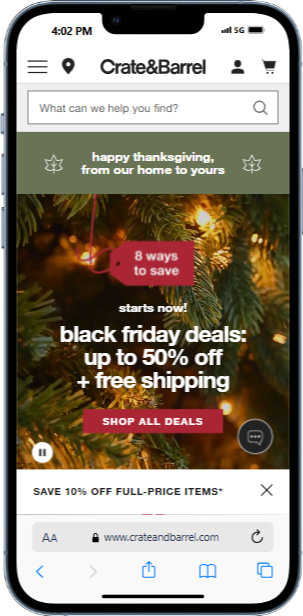 4:02 PM
5G
Crate&Barrel
What can we help you find?
happy thanksgiving,
from our home to yours
8 ways
to save
starts now!
black friday deals:
up to 50% off
+ free shipping
SHOP ALL DEALS
SAVE 10% OFF FULL-PRICE ITEMS*
AA
www.crateandbarrel.com